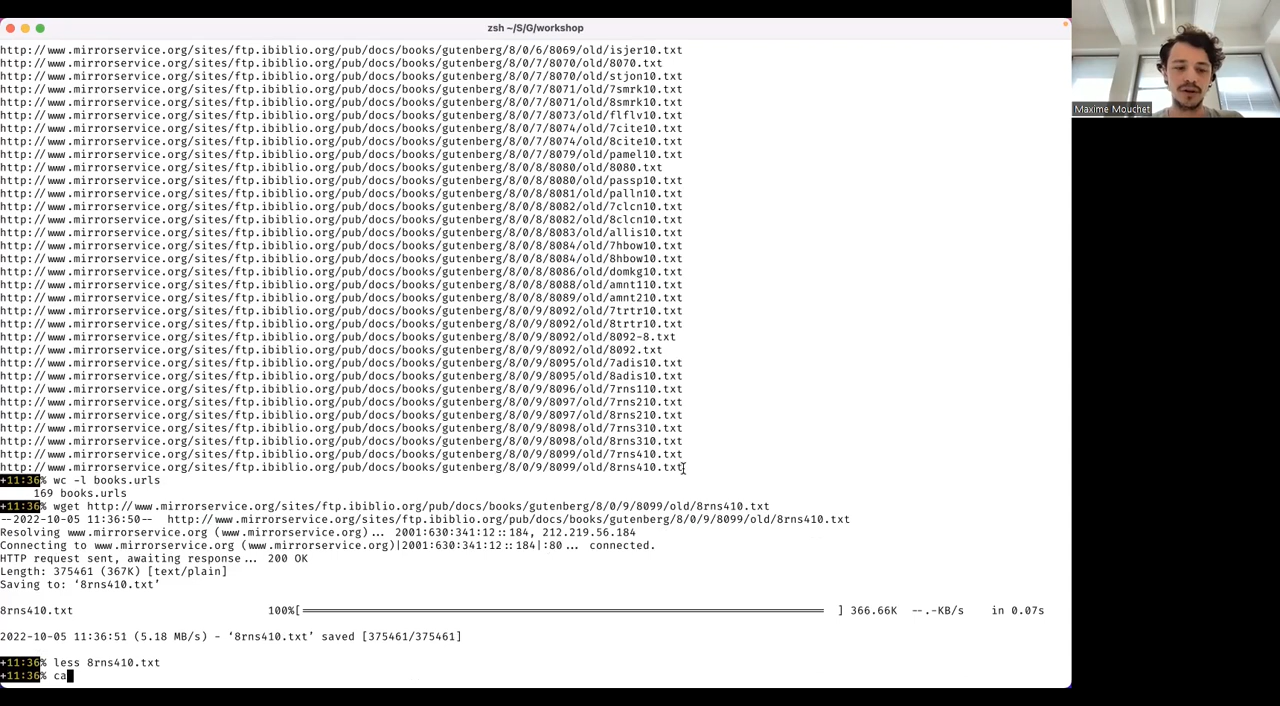 zsh ~/S/G/workshop
http://www.mirrorservice.org/sites/ftp.ibiblio.org/pub/docs/books/gutenberg/8/0/6/8069/old/isjer10.txt
http://www.mirrorservice.org/sites/ftp.ibiblio.org/pub/docs/books/gutenberg/8/0/7/8070/old/8070.txt
http://www.mirrorservice.org/sites/ftp.ibiblio.org/pub/docs/books/gutenberg/8/0/7/8070/old/stjon10.txt
http://www.mirrorservice.org/sites/ftp.ibiblio.org/pub/docs/books/gutenberg/8/0/7/8071/old/7smrk10.txt
http://www.mirrorservice.org/sites/ftp.ibiblio.org/pub/docs/books/gutenberg/8/0/7/8071/old/8smrk10.txt
http://www.mirrorservice.org/sites/ftp.ibiblio.org/pub/docs/books/gutenberg/8/0/7/8073/old/flflv10.txt
http://www.mirrorservice.org/sites/ftp.ibiblio.org/pub/docs/books/gutenberg/8/0/7/8074/old/7cite10.txt
http://www.mirrorservice.org/sites/ftp.ibiblio.org/pub/docs/books/gutenberg/8/0/7/8074/old/8cite10.txt
http://www.mirrorservice.org/sites/ftp.ibiblio.org/pub/docs/books/gutenberg/8/0/7/8079/old/pamel10.txt
http://www.mirrorservice.org/sites/ftp.ibiblio.org/pub/docs/books/gutenberg/8/0/8/8080/old/8080.txt
http://www.mirrorservice.org/sites/ftp.ibiblio.org/pub/docs/books/gutenberg/8/0/8/8080/old/passp10.txt
http://www.mirrorservice.org/sites/ftp.ibiblio.org/pub/docs/books/gutenberg/8/0/8/8081/old/palln10.txt
http://www.mirrorservice.org/sites/ftp.ibiblio.org/pub/docs/books/gutenberg/8/0/8/8082/old/7clcn10.txt
http://www.mirrorservice.org/sites/ftp.ibiblio.org/pub/docs/books/gutenberg/8/0/8/8082/old/8clcn10.txt
http://www.mirrorservice.org/sites/ftp.ibiblio.org/pub/docs/books/gutenberg/8/0/8/8083/old/allis10.txt
http://www.mirrorservice.org/sites/ftp.ibiblio.org/pub/docs/books/gutenberg/8/0/8/8084/old/7hbow10.txt
http://www.mirrorservice.org/sites/ftp.ibiblio.org/pub/docs/books/gutenberg/8/0/8/8084/old/8hbow10.txt
http://www.mirrorservice.org/sites/ftp.ibiblio.org/pub/docs/books/gutenberg/8/0/8/8086/old/domkg10.txt
http://www.mirrorservice.org/sites/ftp.ibiblio.org/pub/docs/books/gutenberg/8/0/8/8088/old/amnt110.txt
http://www.mirrorservice.org/sites/ftp.ibiblio.org/pub/docs/books/gutenberg/8/0/8/8089/old/amnt210.txt
http://www.mirrorservice.org/sites/ftp.ibiblio.org/pub/docs/books/gutenberg/8/0/9/8092/old/7trtr10.txt
http://www.mirrorservice.org/sites/ftp.ibiblio.org/pub/docs/books/gutenberg/8/0/9/8092/old/8trtr10.txt
http://www.mirrorservice.org/sites/ftp.ibiblio.org/pub/docs/books/gutenberg/8/0/9/8092/old/8092-8.txt
http://www.mirrorservice.org/sites/ftp.ibiblio.org/pub/docs/books/gutenberg/8/0/9/8092/old/8092.txt
http://www.mirrorservice.org/sites/ftp.ibiblio.org/pub/docs/books/gutenberg/8/0/9/8095/old/7adis10.txt
http://www.mirrorservice.org/sites/ftp.ibiblio.org/pub/docs/books/gutenberg/8/0/9/8095/old/8adis10.txt
http://www.mirrorservice.org/sites/ftp.ibiblio.org/pub/docs/books/gutenberg/8/0/9/8096/old/7rns110.txt
http://www.mirrorservice.org/sites/ftp.ibiblio.org/pub/docs/books/gutenberg/8/0/9/8097/old/7rns210.txt
http://www.mirrorservice.org/sites/ftp.ibiblio.org/pub/docs/books/gutenberg/8/0/9/8097/old/8rns210.txt
http://www.mirrorservice.org/sites/ftp.ibiblio.org/pub/docs/books/gutenberg/8/0/9/8098/old/7rns310.txt
http://www.mirrorservice.org/sites/ftp.ibiblio.org/pub/docs/books/gutenberg/8/0/9/8098/old/8rns310.txt
http://www.mirrorservice.org/sites/ftp.ibiblio.org/pub/docs/books/gutenberg/8/0/9/8099/old/7rns410.txt
http://www.mirrorservice.org/sites/ftp.ibiblio.org/pub/docs/books/gutenberg/8/0/9/8099/old/8rns410.txt
+11:36% wc -l books.urls
169 books.urls
+11:36% wget http://www.mirrorservice.org/sites/ftp.ibiblio.org/pub/docs/books/gutenberg/8/0/9/8099/old/8rns410.txt
--2022-10-05 11:36:50-- http://www.mirrorservice.org/sites/ftp.ibiblio.org/pub/docs/books/gutenberg/8/0/9/8099/old/8rns410.txt
Resolving www.mirrorservice.org (www.mirrorservice.org)... 2001:630:341:12::184, 212.219.56.184
Connecting to www.mirrorservice.org (www.mirrorservice.org)|2001:630:341:12::184|:80... connected.
HTTP request sent, awaiting response... 200 OK
Length: 375461 (367K) [text/plain]
Saving to: ‘8rns410.txt’
8rns410.txt 100%[===================>] 366.66K --.-KB/s in 0.07s
2022-10-05 11:36:51 (5.18 MB/s) - ‘8rns410.txt’ saved [375461/375461]
+11:36% less 8rns410.txt
+11:36% ca
Maxime Mouchet